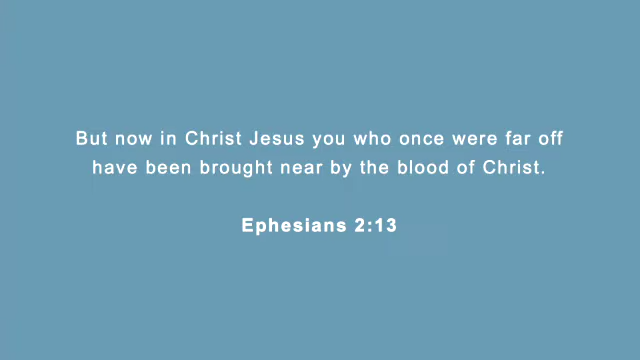 But now in Christ Jesus you who once were far off
have been brought near by the blood of Christ.
Ephesians 2:13